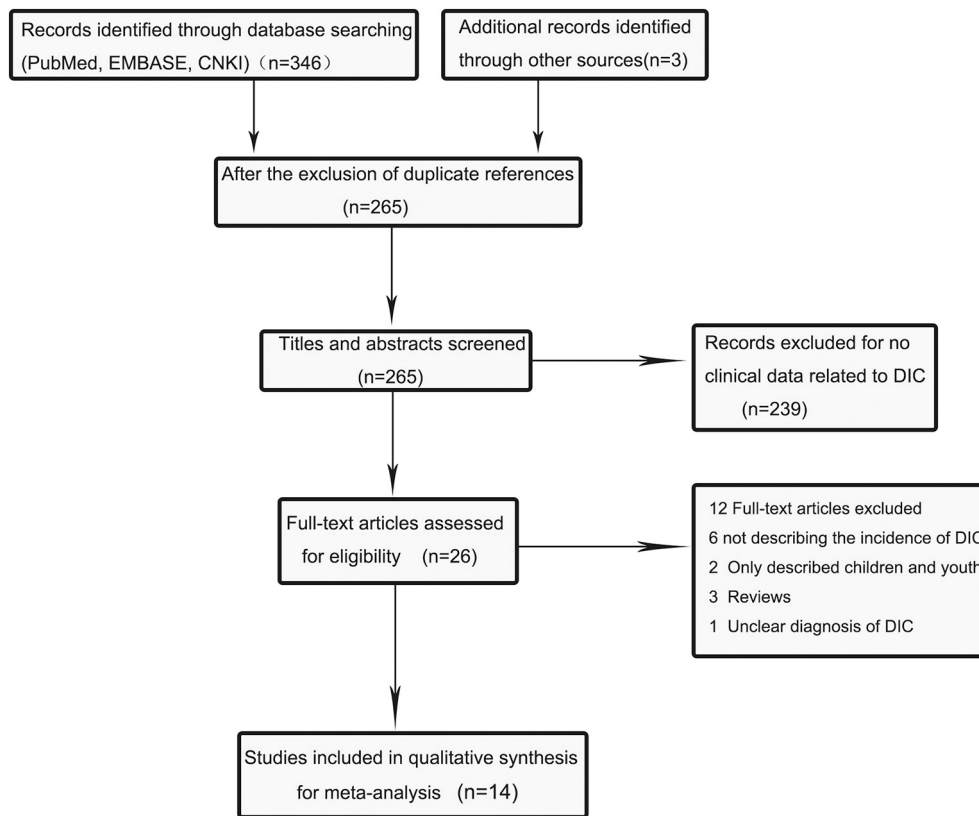 Records identified through database searching
(PubMed, EMBASE, CNKI)（n=346）
Additional records identified
through other sources(n=3)
After the exclusion of duplicate references
(n=265)
Titles and abstracts screened
(n=265)
Records excluded for no
clinical data related to DIC
(n=239)
Full-text articles assessed
for eligibility (n=26)
12 Full-text articles excluded
6 not describing the incidence of DIC
2 Only described children and youth
3 Reviews
1 Unclear diagnosis of DIC
Studies included in qualitative synthesis
for meta-analysis (n=14)